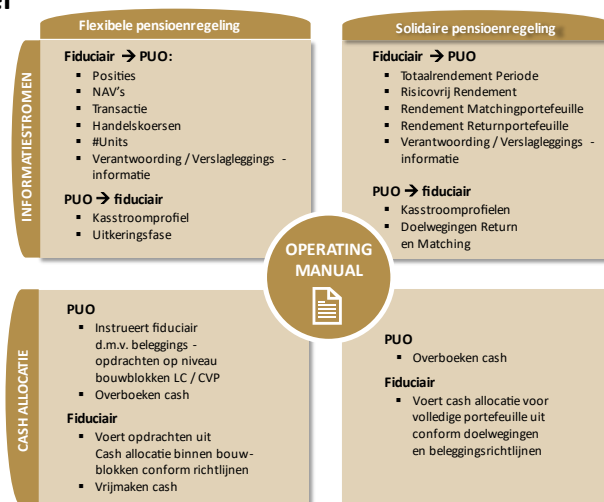 Flexibele pensioenregeling
INFORMATIESTROMEN
Fiduciair → PUO:
▪ Posities
▪ NAV's
▪ Transactie
▪ Handelskoersen
▪ #Units
▪ Verantwoording / Verslagleggings -
informatie
PUO → fiduciair
▪ Kasstroomprofiel
▪ Uitkeringsfase
Solidaire pensioenregeling
Fiduciair → PUO
▪ Totaalrendement Periode
▪ Risicovrij Rendement
▪ Rendement Matchingportefeuille
▪ Rendement Returnportefeuille
▪ Verantwoording / Verslagleggings -
informatie
PUO → fiduciair
▪ Kasstroomprofielen
▪ Doelwegingen Return
en Matching
OPERATING
MANUAL
CASH ALLOCATIE
PUO
▪ Instrueert fiduciair
d.m.v. beleggings -
opdrachten op niveau
bouwblokken LC / CVP
▪ Overboeken cash
Fiduciair
▪ Voert opdrachten uit
Cash allocatie binnen bouw-
blokken conform richtlijnen
▪ Vrijmaken cash
PUO
▪ Overboeken cash
Fiduciair
▪ Voert cash allocatie voor
volledige portefeuille uit
conform doelwegingen
en beleggingsrichtlijnen